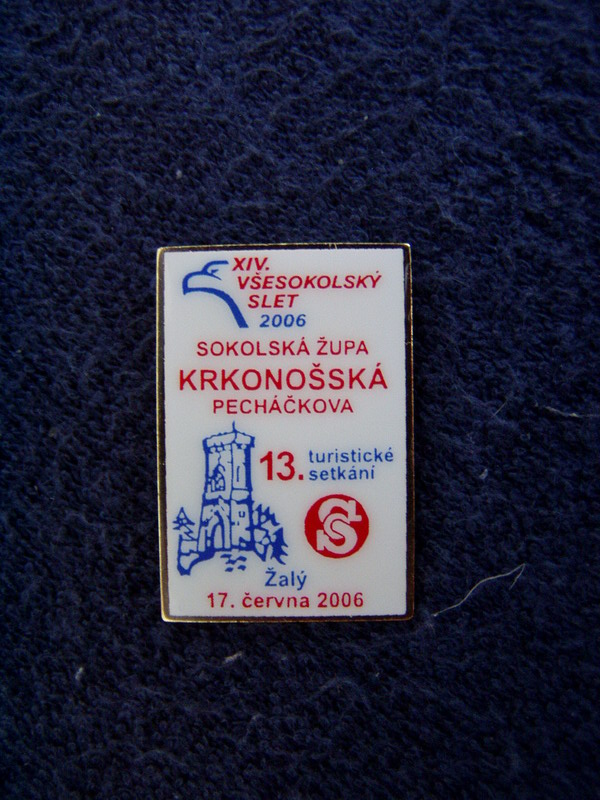 XIV.
VŠESOKOLSKÝ
SLET
2006
SOKOLSKÁ ŽUPA
KRKONOŠSKÁ
PECHÁČKOVA
13. turistické
setkání
S
Žalý
17. června 2006